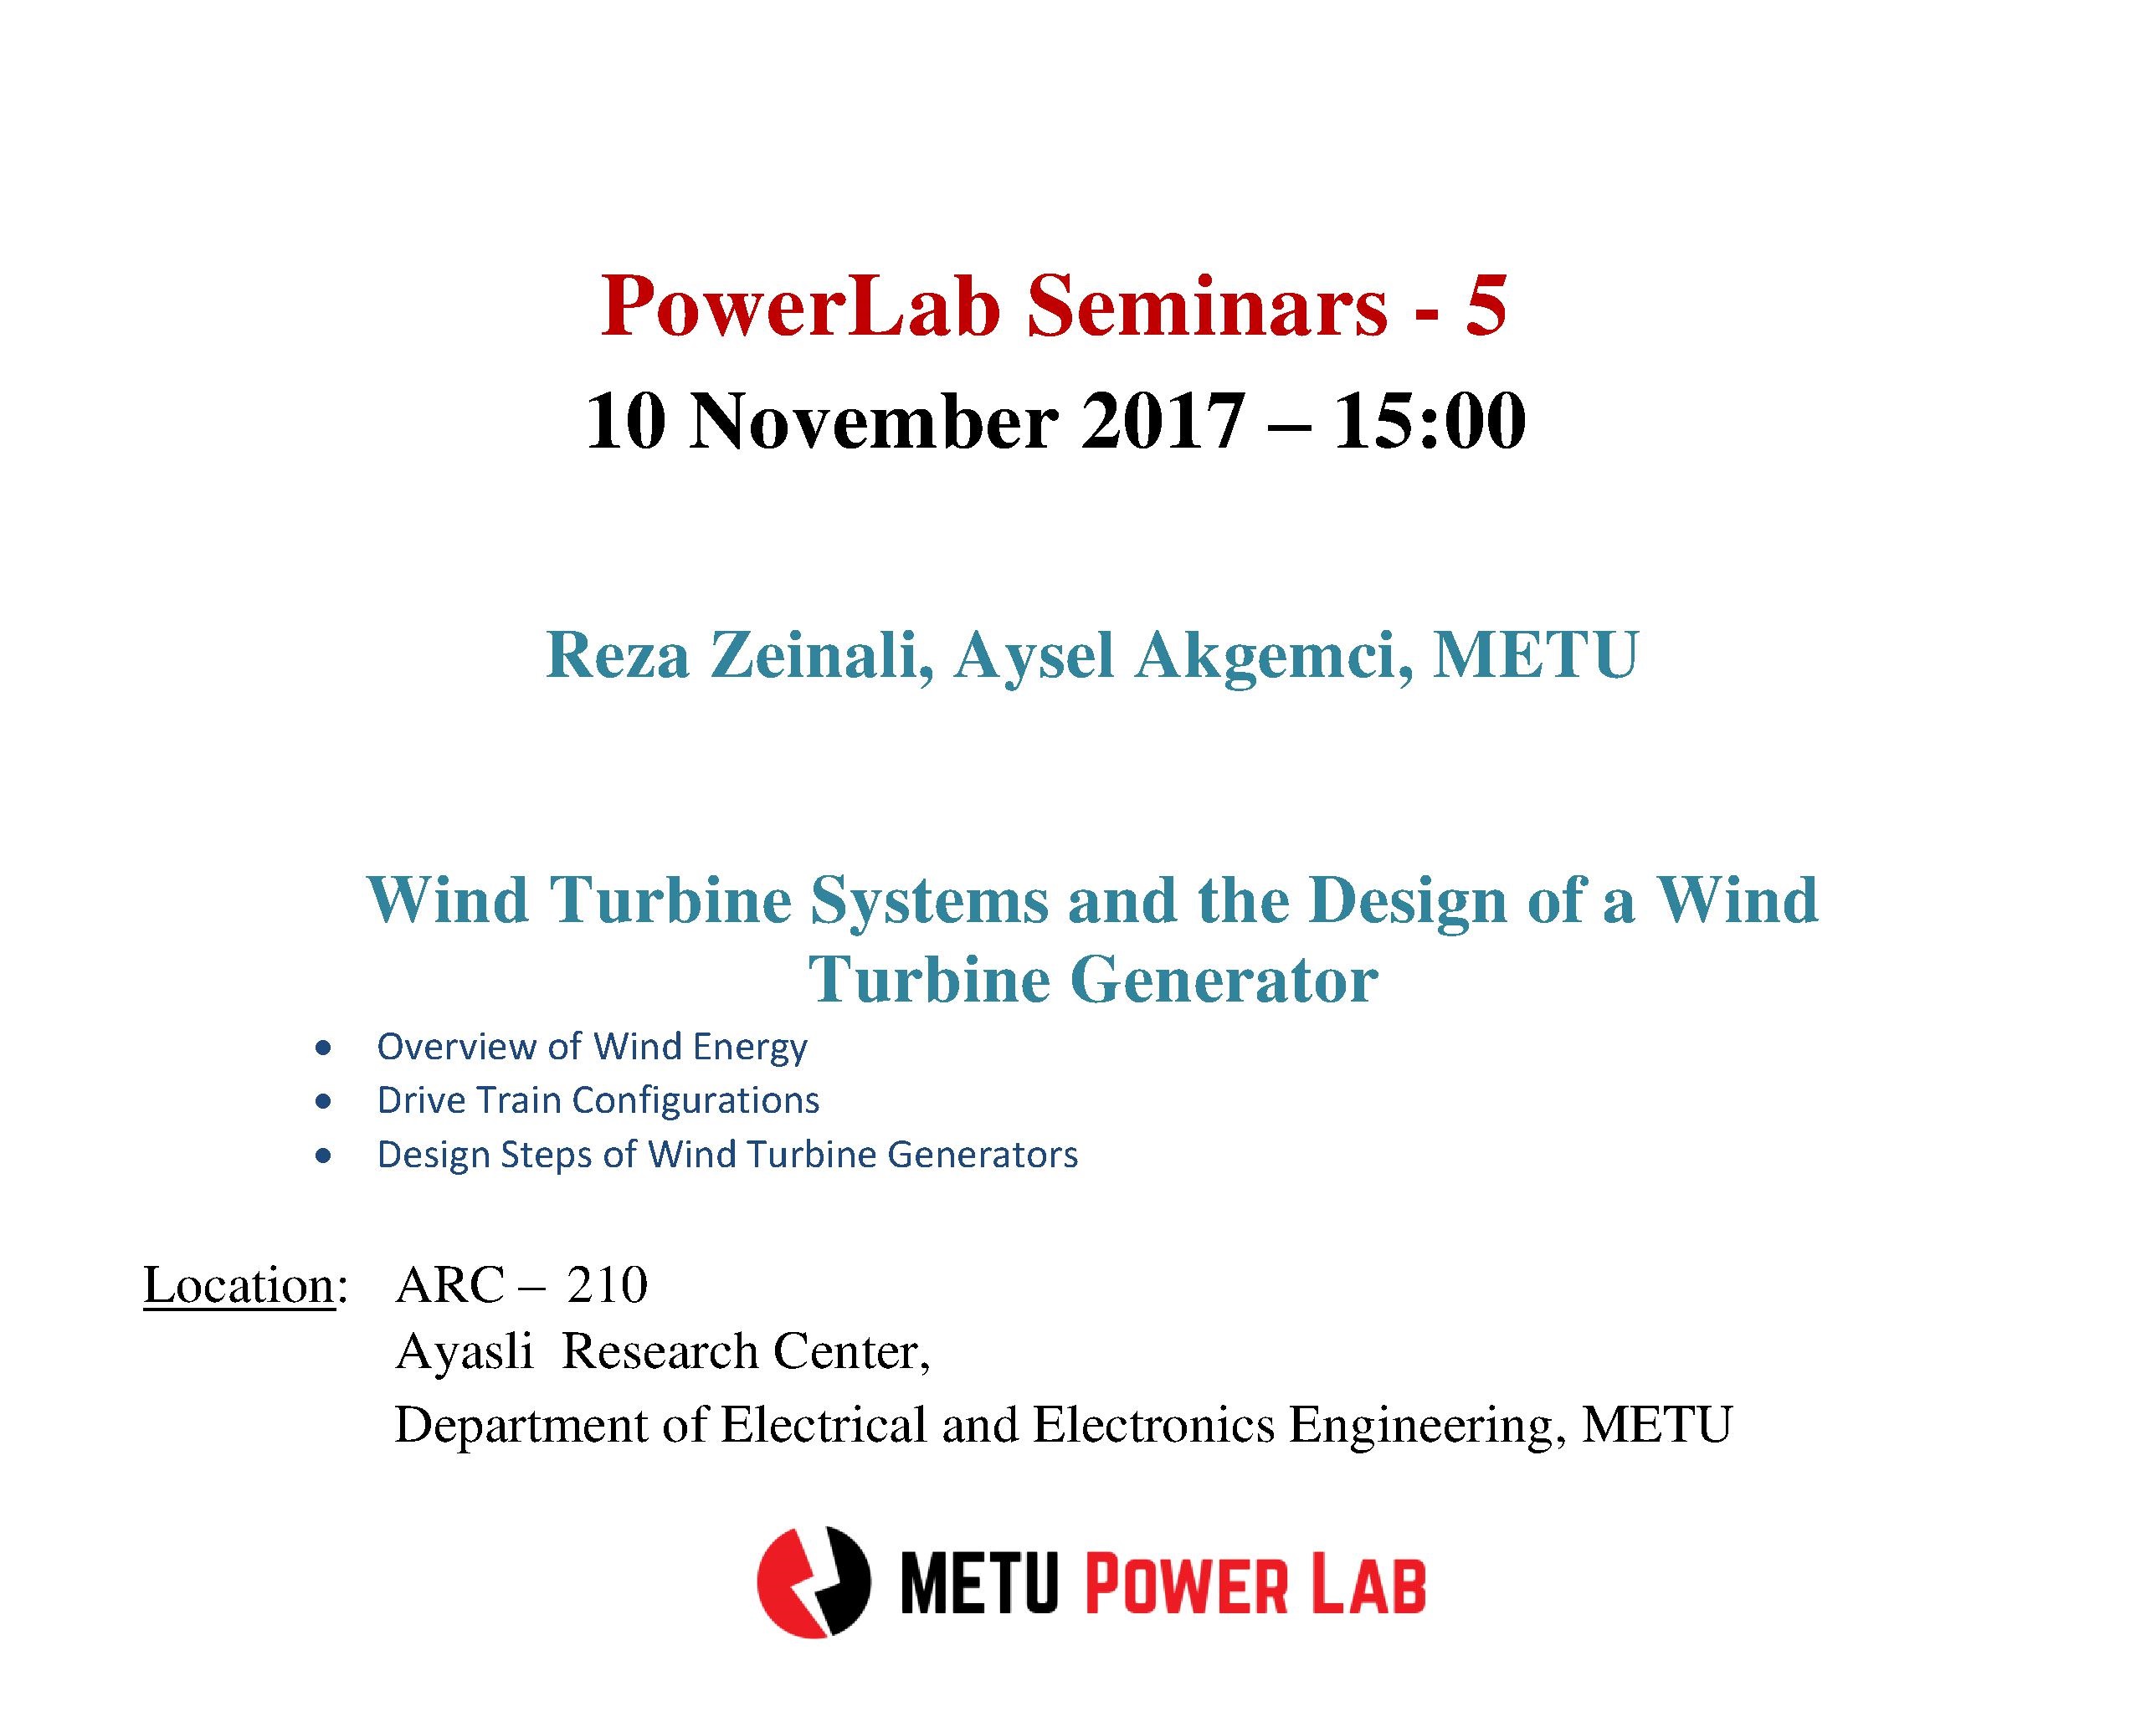 PowerLab Seminars - 5
10 November 2017 – 15:00
Reza Zeinali, Aysel Akgemci, METU
Wind Turbine Systems and the Design of a Wind
Turbine Generator
• Overview of Wind Energy
• Drive Train Configurations
• Design Steps of Wind Turbine Generators
Location: ARC – 210
Ayasli Research Center,
Department of Electrical and Electronics Engineering, METU
METU POWER LAB